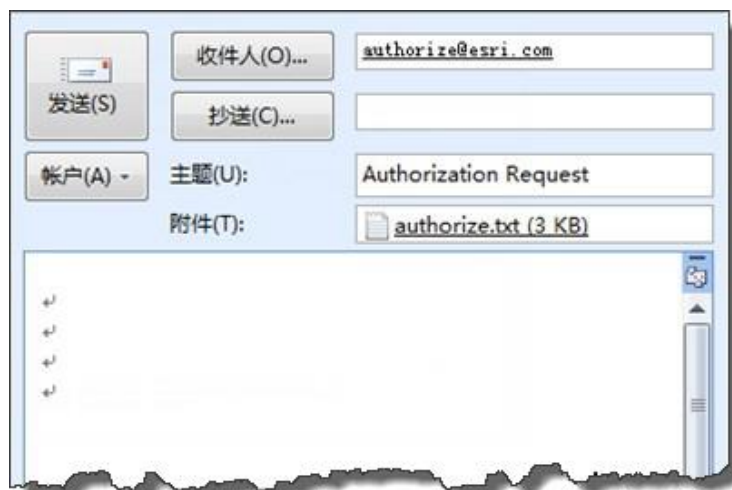 发送(S)
收件人(O)...
authorize@esri.com
抄送(C)...
帐户(A)
主题(U):
Authorization Request
附件(T):
authorize.txt (3 KB)